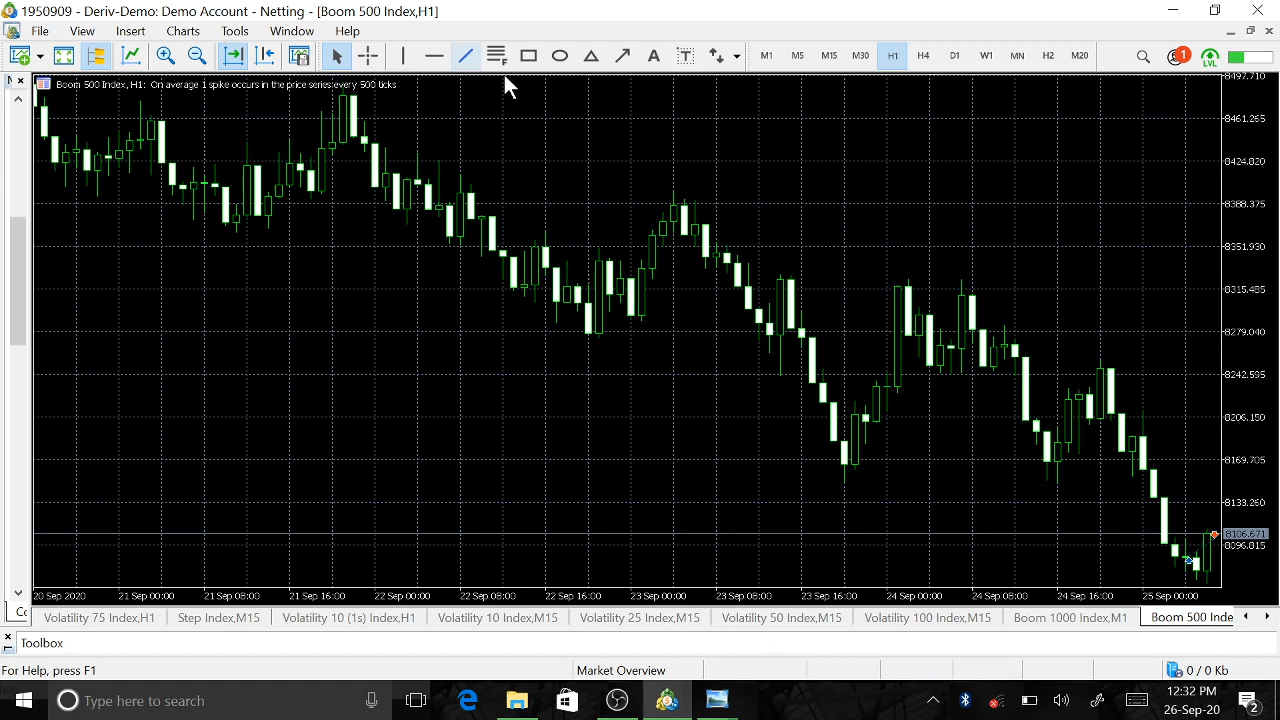 1950909 - Deriv-Demo: Demo Account - Netting - [Boom 500 Index,H1]
File View Insert Charts Tools Window Help
F T M1 M5 M15 M30 H1 H4 D1 W1 MN H2 M20 1 LVL
Boom 500 Index, H1: On average 1 spike occurs in the price series every 500 ticks
8497.710
8461.265
8424.820
8388.375
8351.930
8315.485
8279.040
8242.595
8206.150
8169.705
8133.260
8106.671
8096.815
20 Sep 2020 21 Sep 00:00 21 Sep 08:00 21 Sep 16:00 22 Sep 00:00 22 Sep 08:00 22 Sep 16:00 23 Sep 00:00 23 Sep 08:00 23 Sep 16:00 24 Sep 00:00 24 Sep 08:00 24 Sep 16:00 25 Sep 00:00
Volatility 75 Index,H1 Step Index,M15 Volatility 10 (1s) Index,H1 Volatility 10 Index,M15 Volatility 25 Index,M15 Volatility 50 Index,M15 Volatility 100 Index,M15 Boom 1000 Index,M1 Boom 500 Inde
Toolbox
For Help, press F1 Market Overview 0 / 0 Kb
Type here to search 12:32 PM
26-Sep-20 2